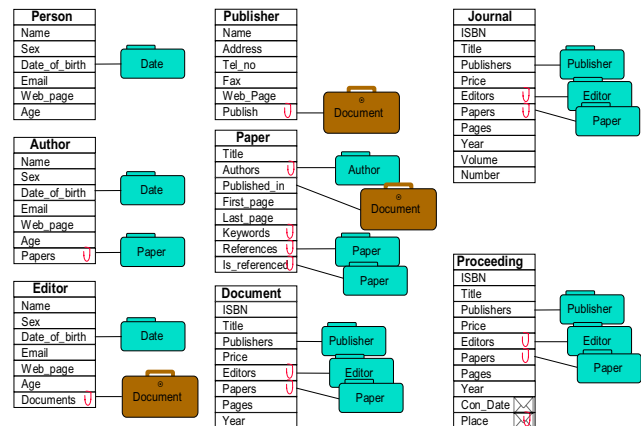 Person
Name
Sex
Date_of_birth
Email
Web_page
Age
Date
Author
Name
Sex
Date_of_birth
Email
Web_page
Age
Papers
Date
Paper
Editor
Name
Sex
Date_of_birth
Email
Web_page
Age
Documents
Date
Document
Publisher
Name
Address
Tel_no
Fax
Web_Page
Publish
Document
Paper
Title
Authors
Published_in
First_page
Last_page
Keywords
References
Is_referenced
Author
Document
Paper
Paper
Document
ISBN
Title
Publishers
Price
Editors
Papers
Pages
Year
Publisher
Editor
Paper
Journal
ISBN
Title
Publishers
Price
Editors
Papers
Pages
Year
Volume
Number
Publisher
Editor
Paper
Proceeding
ISBN
Title
Publishers
Price
Editors
Papers
Pages
Year
Con_Date
Place
Publisher
Editor
Paper